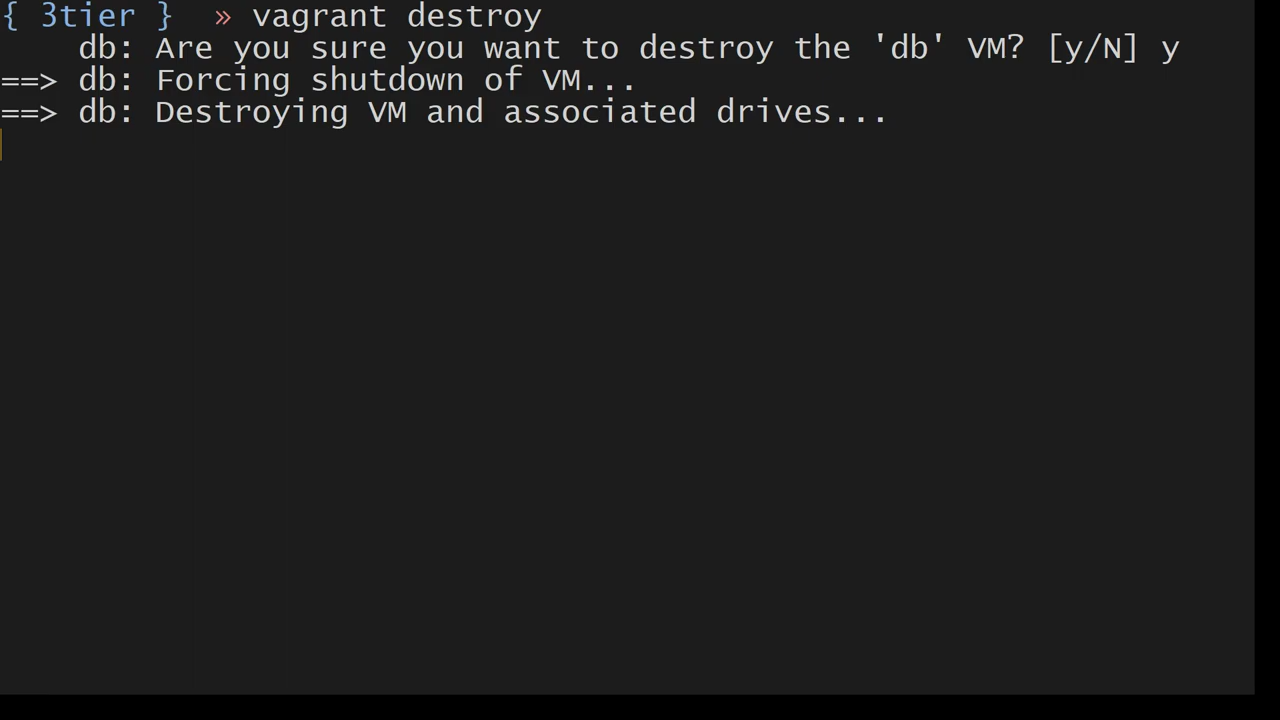 { 3tier } » vagrant destroy
db: Are you sure you want to destroy the 'db' VM? [y/N] y
==> db: Forcing shutdown of VM...
==> db: Destroying VM and associated drives...